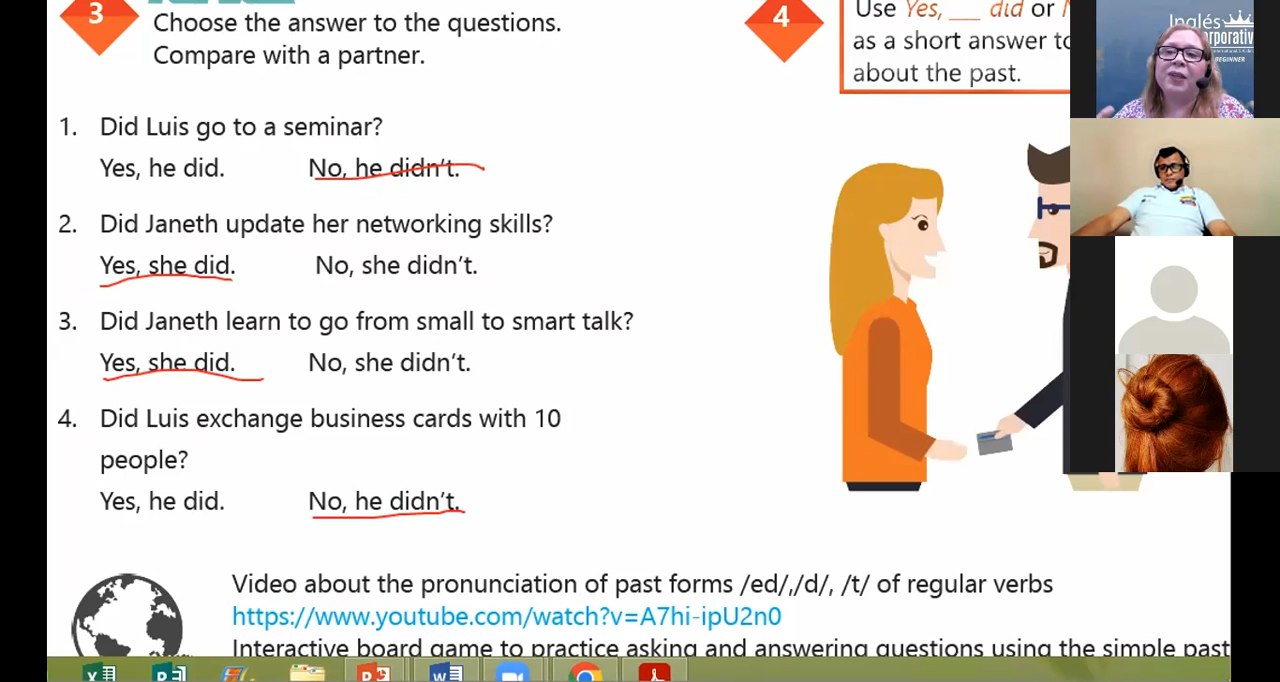 3
Choose the answer to the questions.
Compare with a partner.
1. Did Luis go to a seminar?
Yes, he did. No, he didn't.
2. Did Janeth update her networking skills?
Yes, she did. No, she didn't.
3. Did Janeth learn to go from small to smart talk?
Yes, she did. No, she didn't.
4. Did Luis exchange business cards with 10
people?
Yes, he did. No, he didn't.
4
Use Yes, ___ did or
as a short answer to
about the past.
Inglés
BEGINNER
Video about the pronunciation of past forms /ed/,/d/, /t/ of regular verbs
https://www.youtube.com/watch?v=A7hi-ipU2n0
Interactive board game to practice asking and answering questions using the simple past